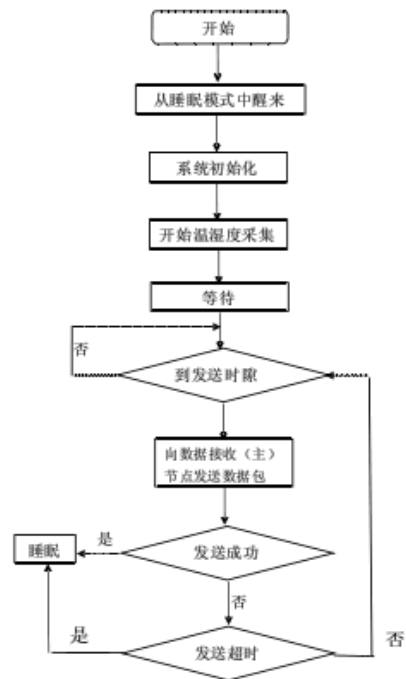 开始
从睡眠模式中醒来
系统初始化
开始温湿度采集
等待
否
到发送时隙
向数据接收（主）
节点发送数据包
睡眠
是
发送成功
否
是
发送超时
否